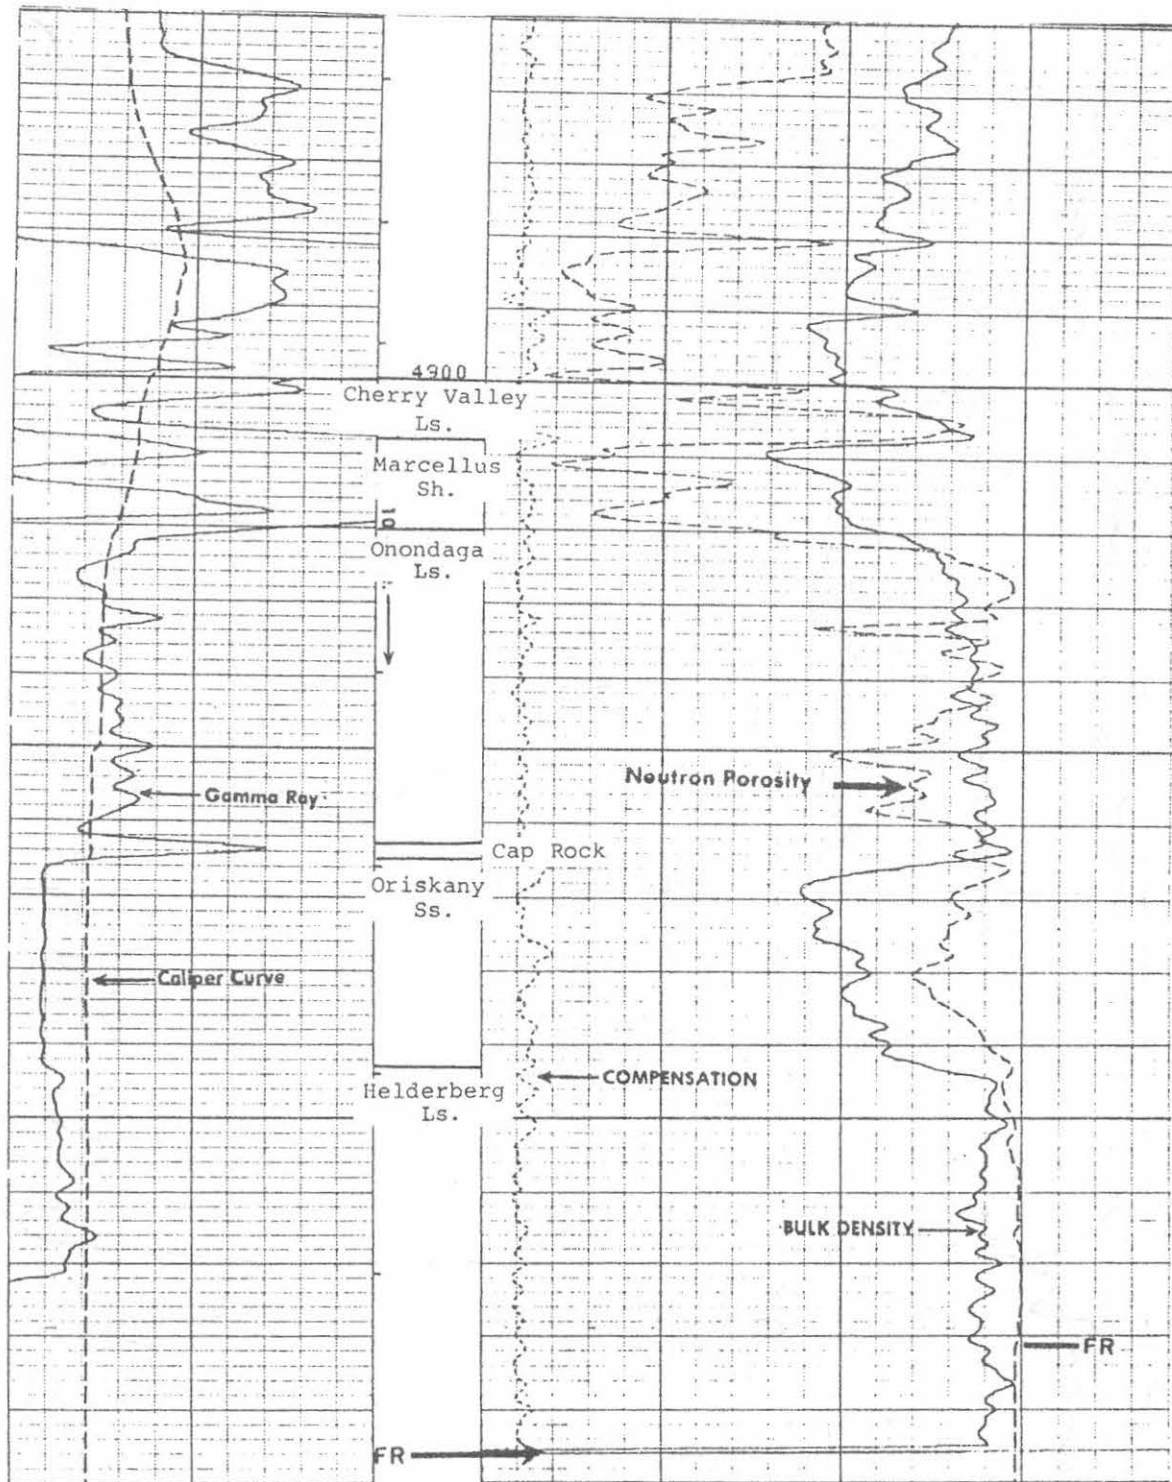 4900
Cherry Valley
Ls.
Marcellus
Sh.
10
Onondaga
Ls.
Neutron Porosity
Gamma Ray
Cap Rock
Oriskany
Ss.
Caliper Curve
COMPENSATION
Helderberg
Ls.
BULK DENSITY
FR
FR